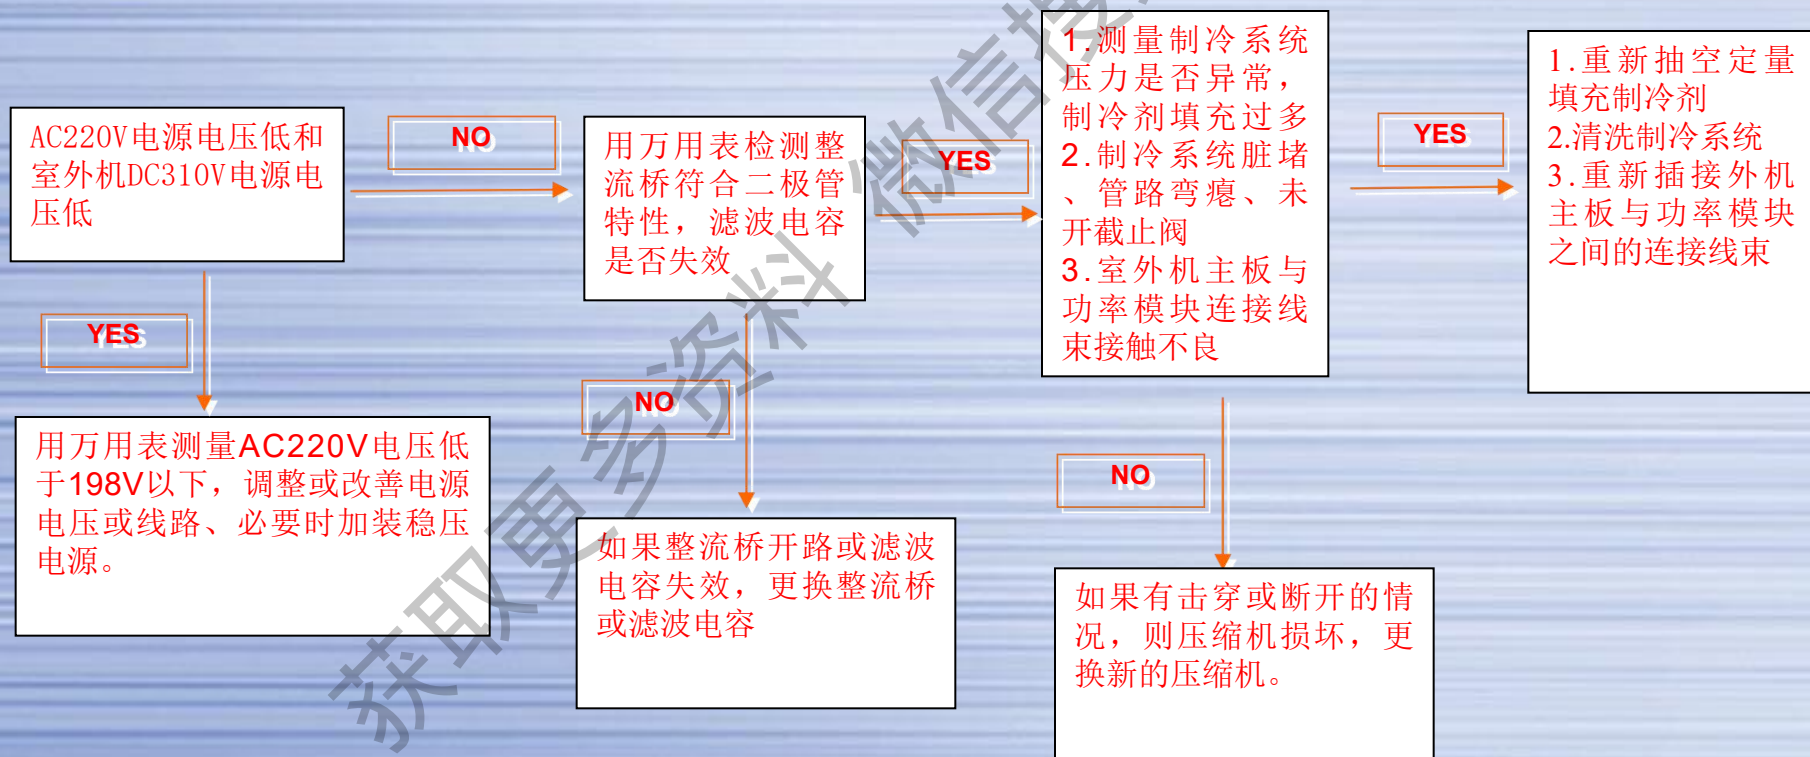 AC220V电源电压低和
室外机DC310V电源电
压低
NO
用万用表检测整
流桥符合二极管
特性，滤波电容
是否失效
YES
1.测量制冷系统
压力是否异常，
制冷剂填充过多
2.制冷系统脏堵
、管路弯瘪、未
开截止阀
3.室外机主板与
功率模块连接线
束接触不良
YES
1.重新抽空定量
填充制冷剂
2.清洗制冷系统
3.重新插接外机
主板与功率模块
之间的连接线束
YES
用万用表测量AC220V电压低
于198V以下，调整或改善电源
电压或线路、必要时加装稳压
电源。
NO
如果整流桥开路或滤波
电容失效，更换整流桥
或滤波电容
NO
如果有击穿或断开的情
况，则压缩机损坏，更
换新的压缩机。
获取更多资料 微信搜